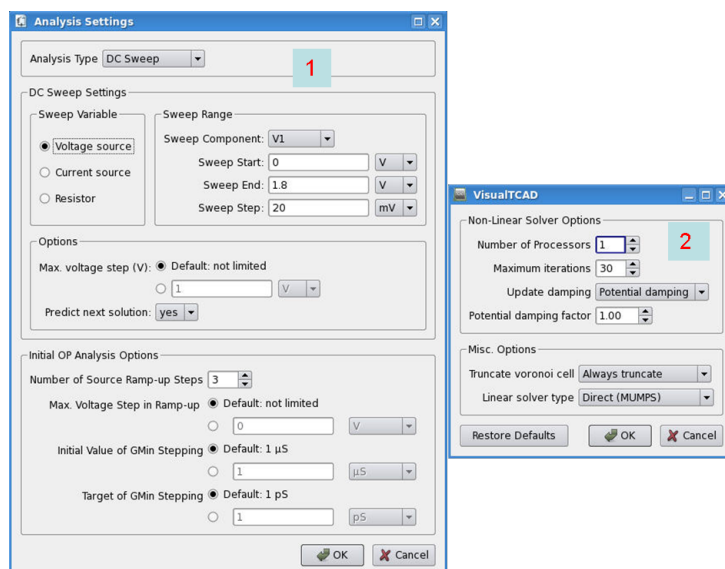 Analysis Settings
1
Analysis Type DC Sweep
DC Sweep Settings
Sweep Variable
Voltage source
Current source
Resistor
Sweep Range
Sweep Component: V1
Sweep Start: 0 V
Sweep End: 1.8 V
Sweep Step: 20 mV
Options
Max. voltage step (V): Default: not limited
1 V
Predict next solution: yes
Initial OP Analysis Options
Number of Source Ramp-up Steps 3
Max. Voltage Step in Ramp-up Default: not limited
0 V
Initial Value of GMin Stepping Default: 1 μS
1 μS
Target of GMin Stepping Default: 1 pS
1 pS
OK Cancel
VisualTCAD
2
Non-Linear Solver Options
Number of Processors 1
Maximum iterations 30
Update damping Potential damping
Potential damping factor 1.00
Misc. Options
Truncate voronoi cell Always truncate
Linear solver type Direct (MUMPS)
Restore Defaults OK Cancel